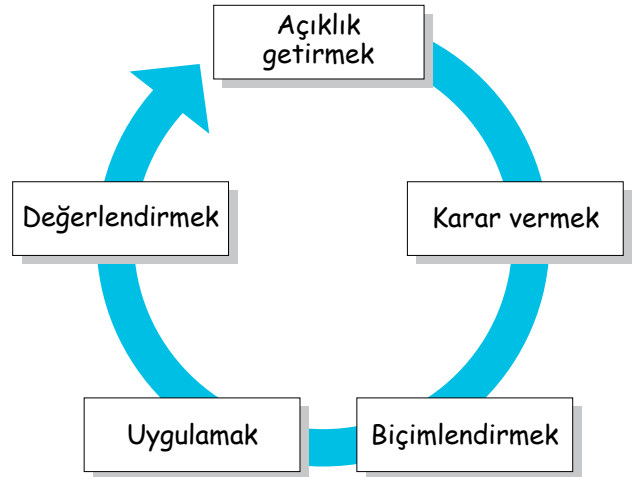 Açıklık
getirmek
Değerlendirmek
Karar vermek
Uygulamak
Biçimlendirmek